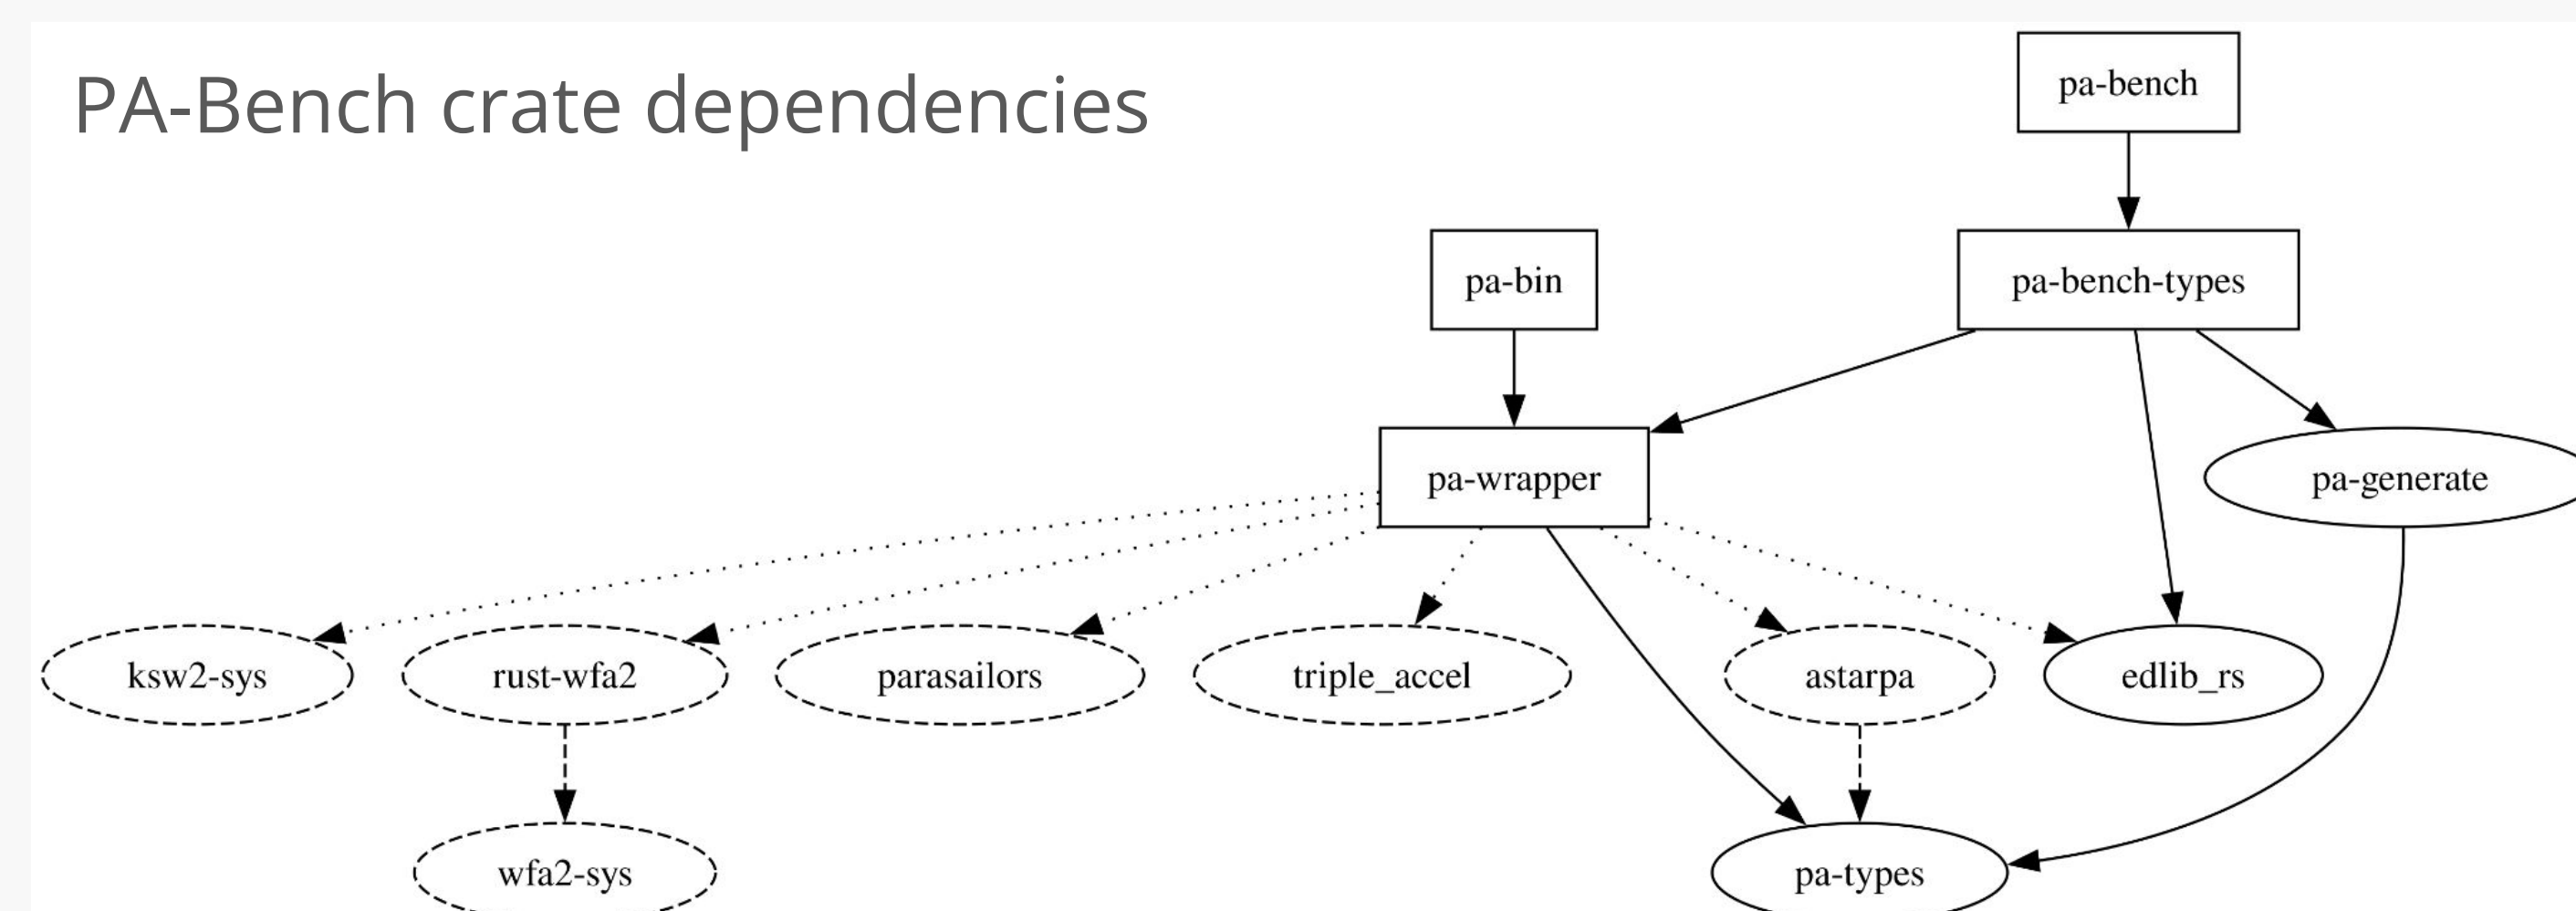 PA-Bench crate dependencies
pa-bench
pa-bin
pa-bench-types
pa-wrapper
pa-generate
ksw2-sys
rust-wfa2
parasailors
triple_accel
astarpa
edlib_rs
wfa2-sys
pa-types